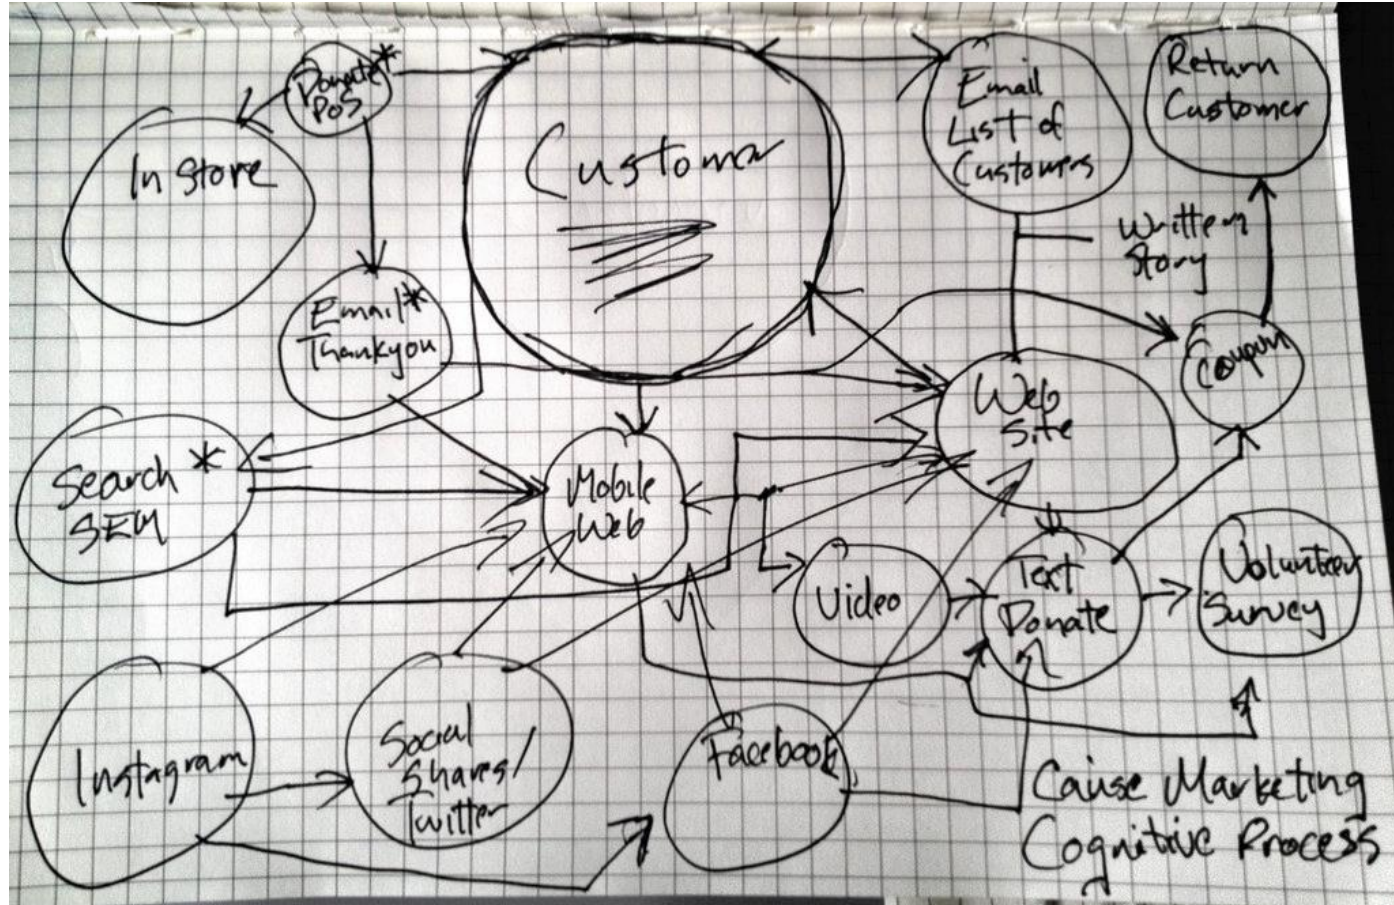 Donate*
POS
In Store
Customer
Email
List of
Customers
Return
Customer
Written
Story
Email*
Thankyou
Coupon
Web
Site
Search *
SEM
Mobile
Web
Video
Text
Donate
Volunteer
Survey
Instagram
Social
Shares/
Twitter
Facebook
Cause Marketing
Cognitive Process